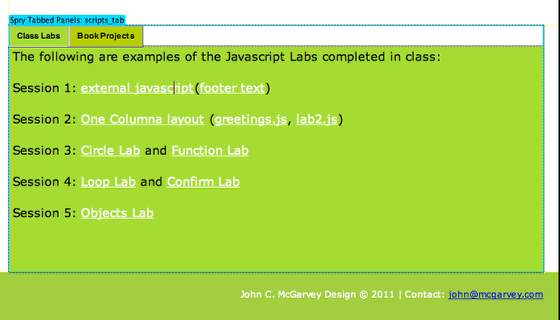 Spry Tabbed Panels: scripts_tab
Class Labs Book Projects
The following are examples of the Javascript Labs completed in class:
Session 1: external javascript (footer text)
Session 2: One Columna layout (greetings.js, lab2.js)
Session 3: Circle Lab and Function Lab
Session 4: Loop Lab and Confirm Lab
Session 5: Objects Lab
John C. McGarvey Design © 2011 | Contact: john@mcgarvey.com